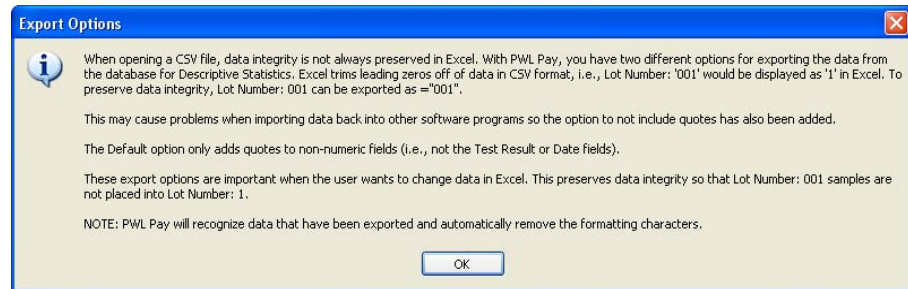 Export Options
When opening a CSV file, data integrity is not always preserved in Excel. With PWL Pay, you have two different options for exporting the data from
the database for Descriptive Statistics. Excel trims leading zeros off of data in CSV format, i.e., Lot Number: '001' would be displayed as '1' in Excel. To
preserve data integrity, Lot Number: 001 can be exported as ="001".
This may cause problems when importing data back into other software programs so the option to not include quotes has also been added.
The Default option only adds quotes to non-numeric fields (i.e., not the Test Result or Date fields).
These export options are important when the user wants to change data in Excel. This preserves data integrity so that Lot Number: 001 samples are
not placed into Lot Number: 1.
NOTE: PWL Pay will recognize data that have been exported and automatically remove the formatting characters.
OK